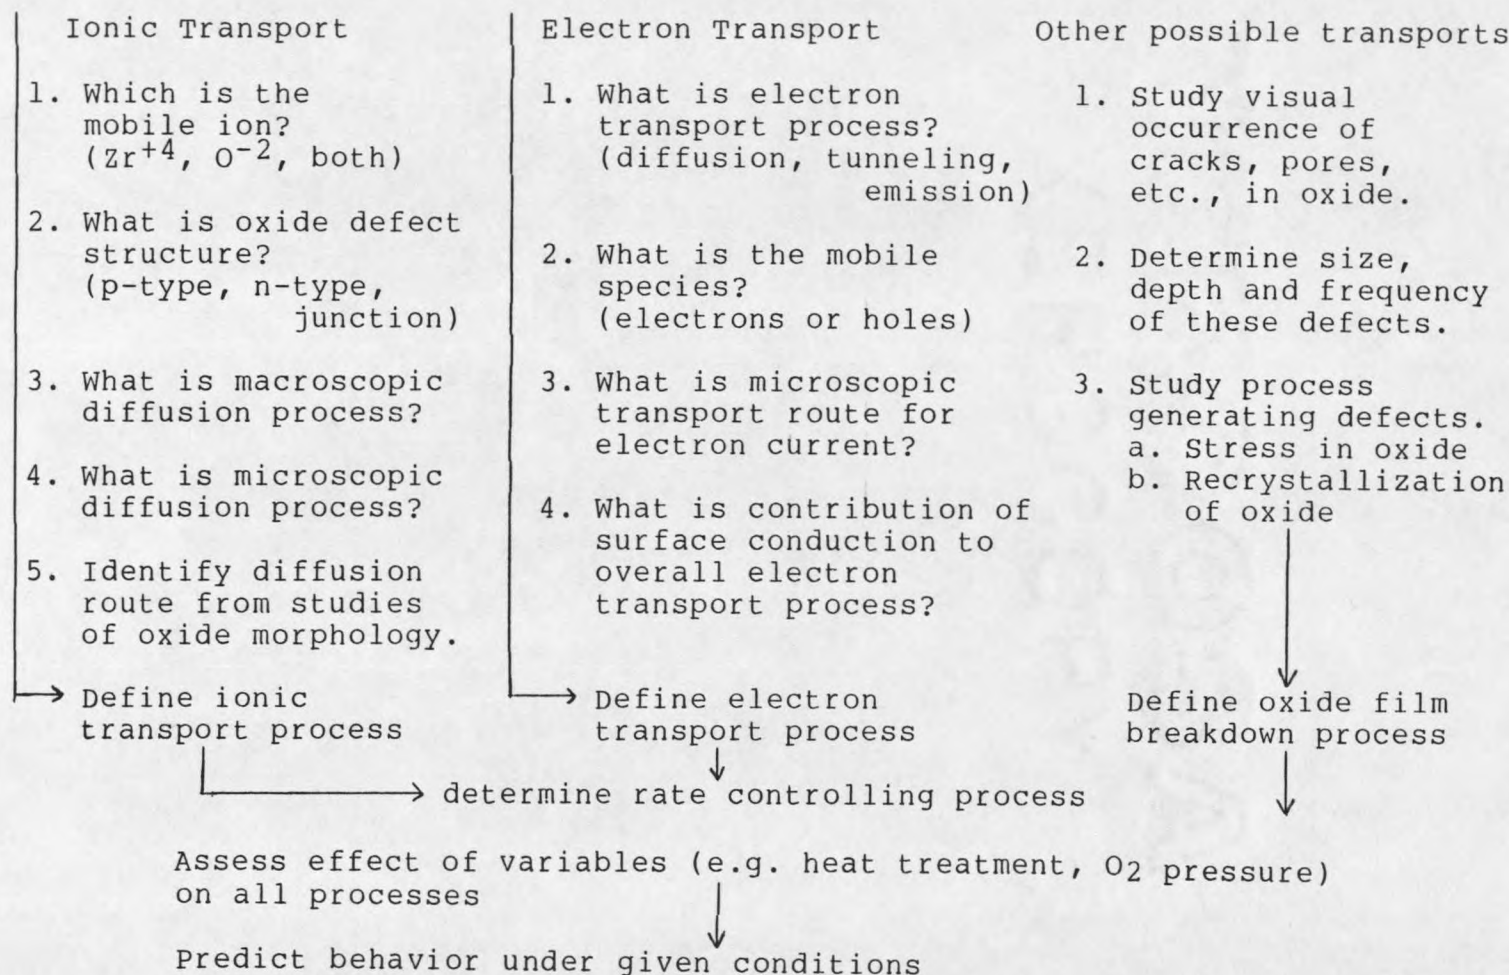 Ionic Transport
1. Which is the
mobile ion?
(Zr+4, O-2, both)
2. What is oxide defect
structure?
(p-type, n-type,
junction)
3. What is macroscopic
diffusion process?
4. What is microscopic
diffusion process?
5. Identify diffusion
route from studies
of oxide morphology.
Define ionic
transport process
Electron Transport
1. What is electron
transport process?
(diffusion, tunneling,
emission)
2. What is the mobile
species?
(electrons or holes)
3. What is microscopic
transport route for
electron current?
4. What is contribution of
surface conduction to
overall electron
transport process?
Define electron
transport process
Other possible transports
1. Study visual
occurrence of
cracks, pores,
etc., in oxide.
2. Determine size,
depth and frequency
of these defects.
3. Study process
generating defects.
a. Stress in oxide
b. Recrystallization
of oxide
Define oxide film
breakdown process
determine rate controlling process
Assess effect of variables (e.g. heat treatment, O2 pressure)
on all processes
Predict behavior under given conditions